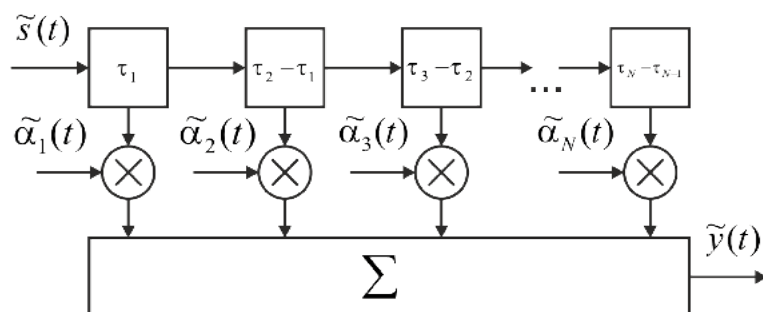 s̃(t)
τ₁ τ₂ − τ₁ τ₃ − τ₂ ... τ_N − τ_{N−1}
α̃₁(t) α̃₂(t) α̃₃(t) α̃_N(t)
ỹ(t)
Σ